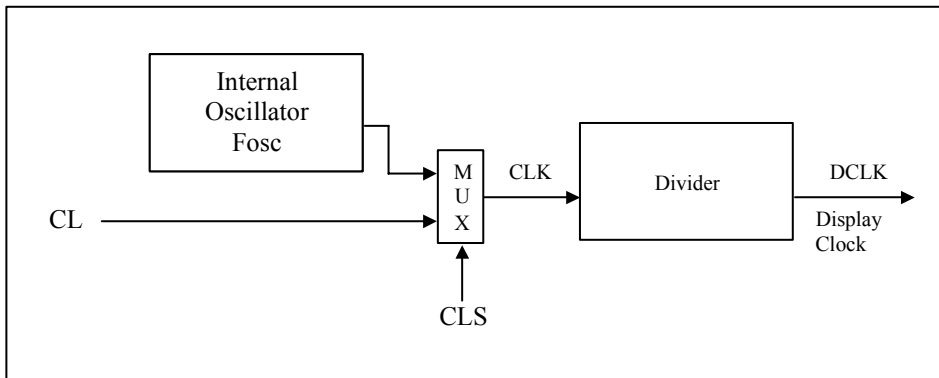 Internal
Oscillator
Fosc
M
U
X
CLK
Divider
DCLK
CL
Display
Clock
CLS